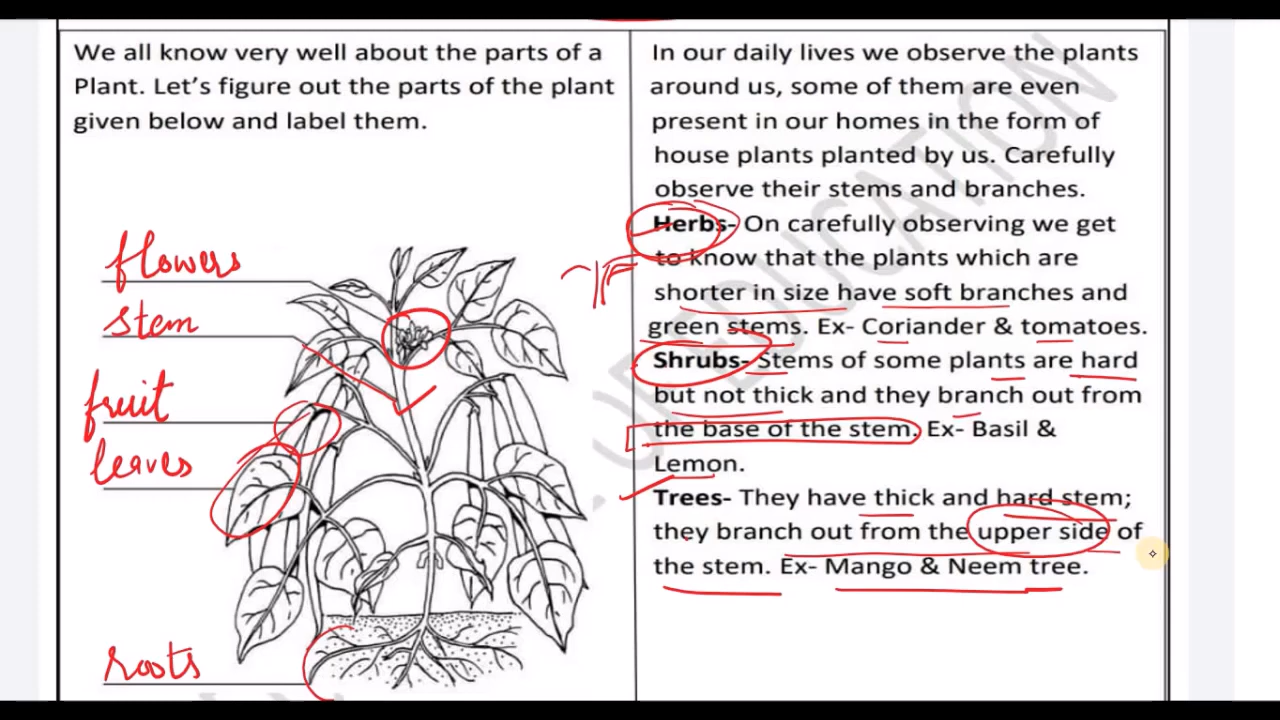 We all know very well about the parts of a
Plant. Let's figure out the parts of the plant
given below and label them.
flowers
stem
fruit
leaves
roots
In our daily lives we observe the plants
around us, some of them are even
present in our homes in the form of
house plants planted by us. Carefully
observe their stems and branches.
Herbs- On carefully observing we get
to know that the plants which are
shorter in size have soft branches and
green stems. Ex- Coriander & tomatoes.
Shrubs- Stems of some plants are hard
but not thick and they branch out from
the base of the stem. Ex- Basil &
Lemon.
Trees- They have thick and hard stem;
they branch out from the upper side of
the stem. Ex- Mango & Neem tree.
EDUCATION